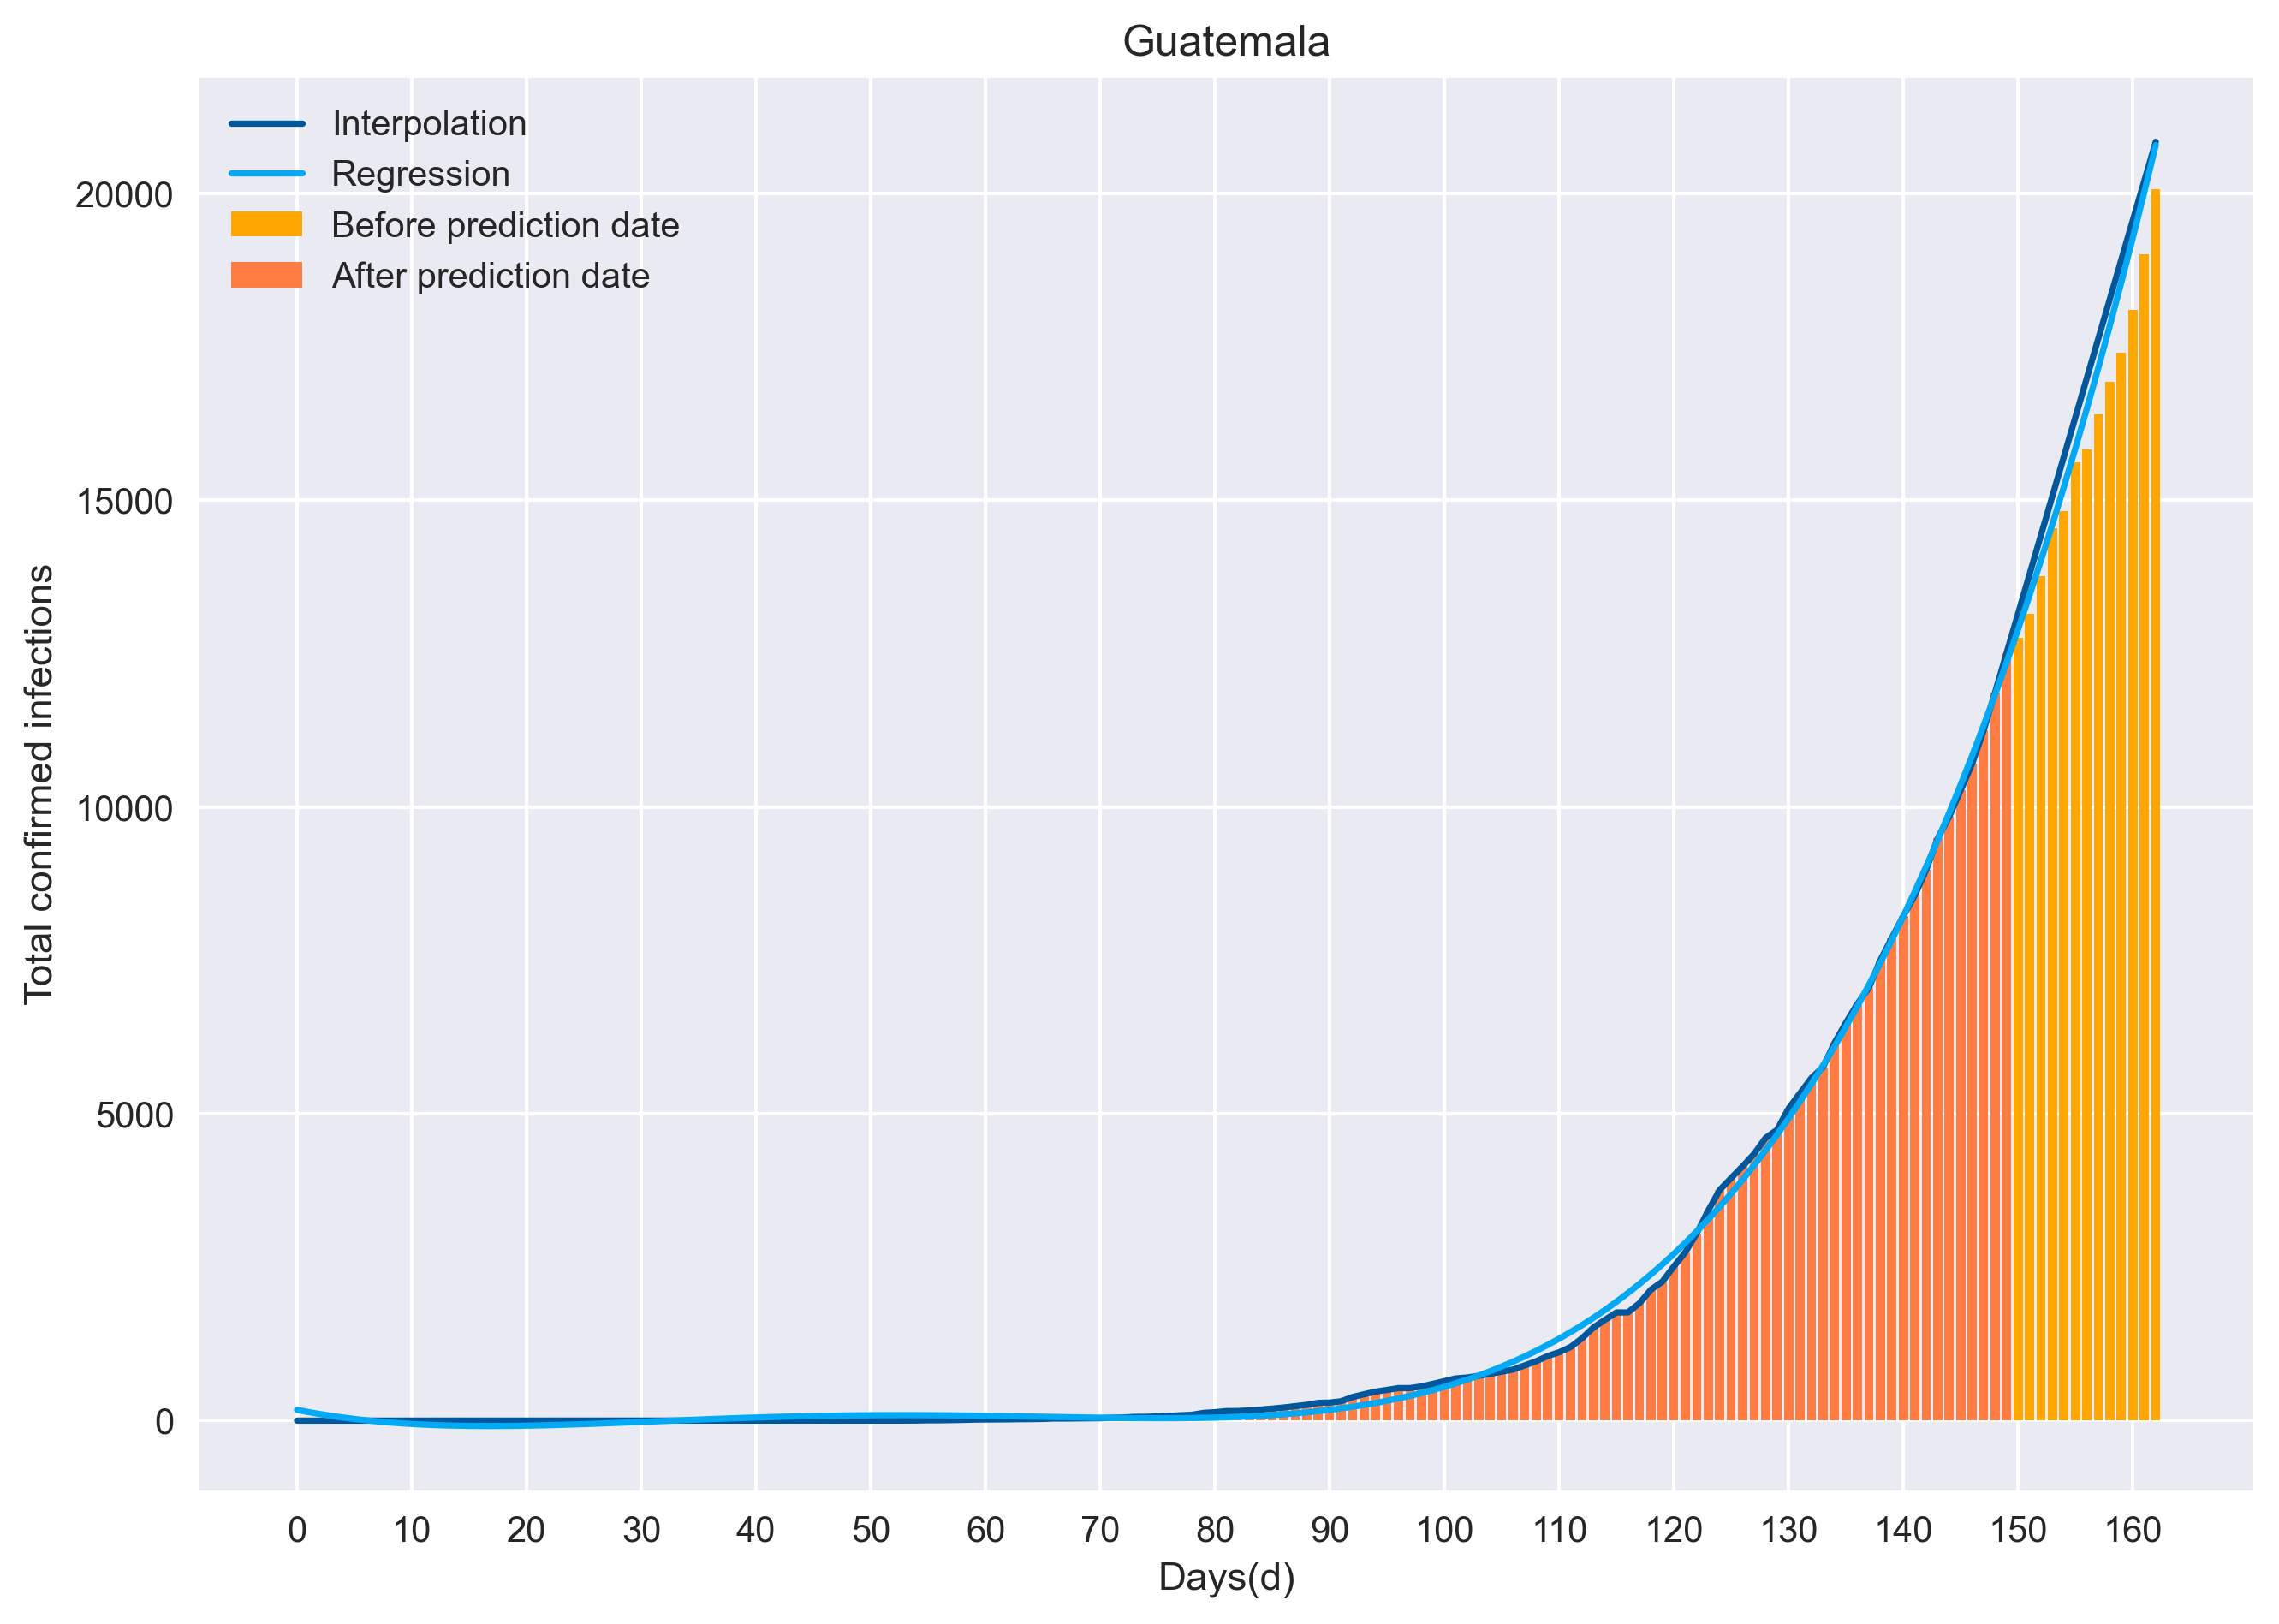 Guatemala
Interpolation
Regression
Before prediction date
After prediction date
20000
15000
10000
5000
0
Total confirmed infections
0 10 20 30 40 50 60 70 80 90 100 110 120 130 140 150 160
Days(d)